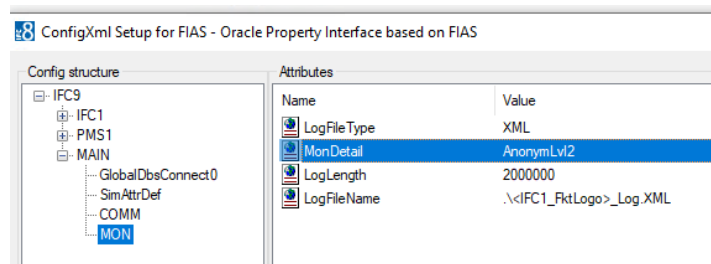 ConfigXml Setup for FIAS - Oracle Property Interface based on FIAS
Config structure
IFC9
IFC1
PMS1
MAIN
GlobalDbsConnect0
SimAttrDef
COMM
MON
Attributes
Name Value
LogFileType XML
MonDetail AnonymLvl2
LogLength 2000000
LogFileName .\<IFC1_FktLogo>_Log.XML